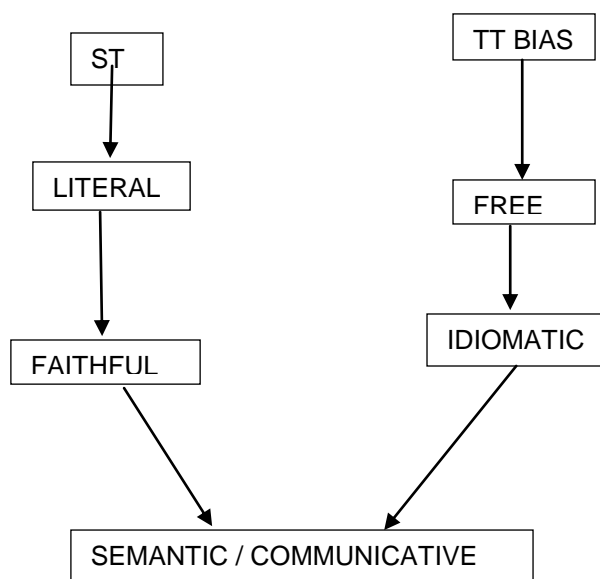 ST
TT BIAS
LITERAL
FREE
FAITHFUL
IDIOMATIC
SEMANTIC / COMMUNICATIVE